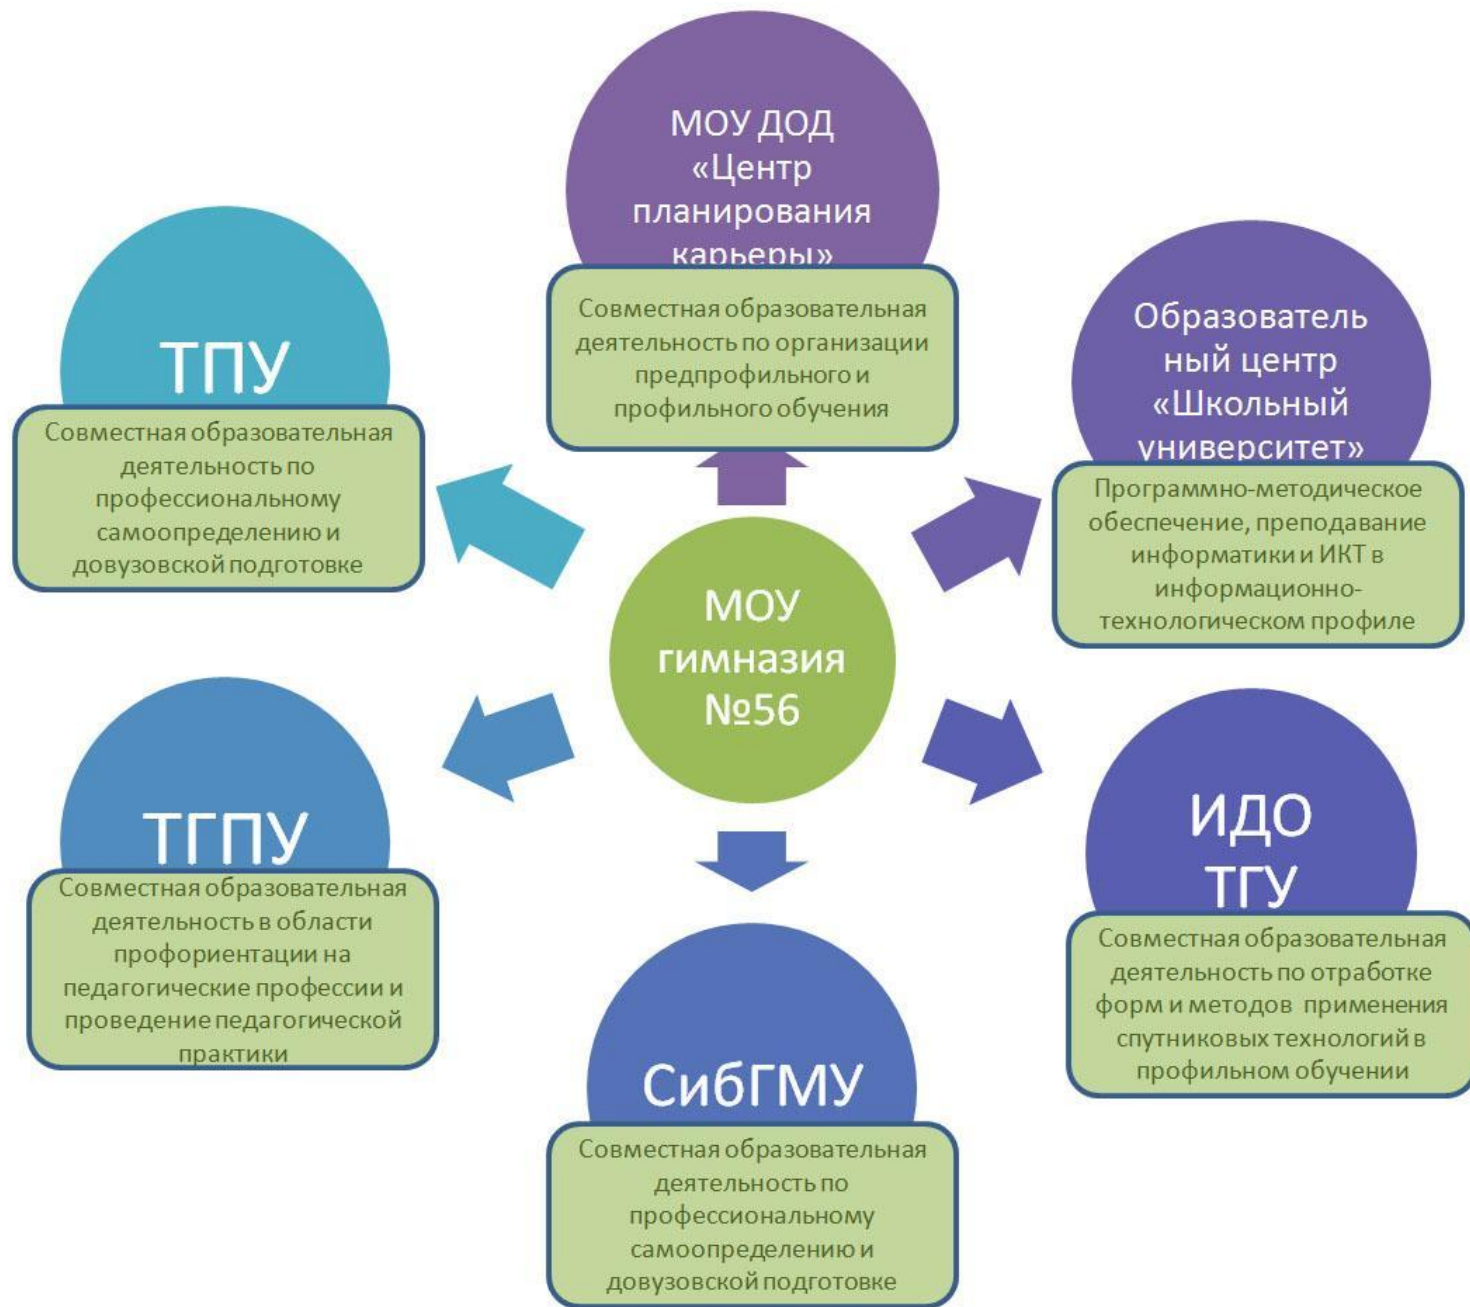 МОУ ДОД
«Центр
планирования
карьеры»
Совместная образовательная
деятельность по организации
предпрофильного и
профильного обучения
ТПУ
Совместная образовательная
деятельность по
профессиональному
самоопределению и
довузовской подготовке
Образователь
ный центр
«Школьный
университет»
Программно-методическое
обеспечение, преподавание
информатики и ИКТ в
информационно-
технологическом профиле
МОУ
гимназия
№56
ТГПУ
Совместная образовательная
деятельность в области
профориентации на
педагогические профессии и
проведение педагогической
практики
ИДО
ТГУ
Совместная образовательная
деятельность по отработке
форм и методов применения
спутниковых технологий в
профильном обучении
СибГМУ
Совместная образовательная
деятельность по
профессиональному
самоопределению и
довузовской подготовке